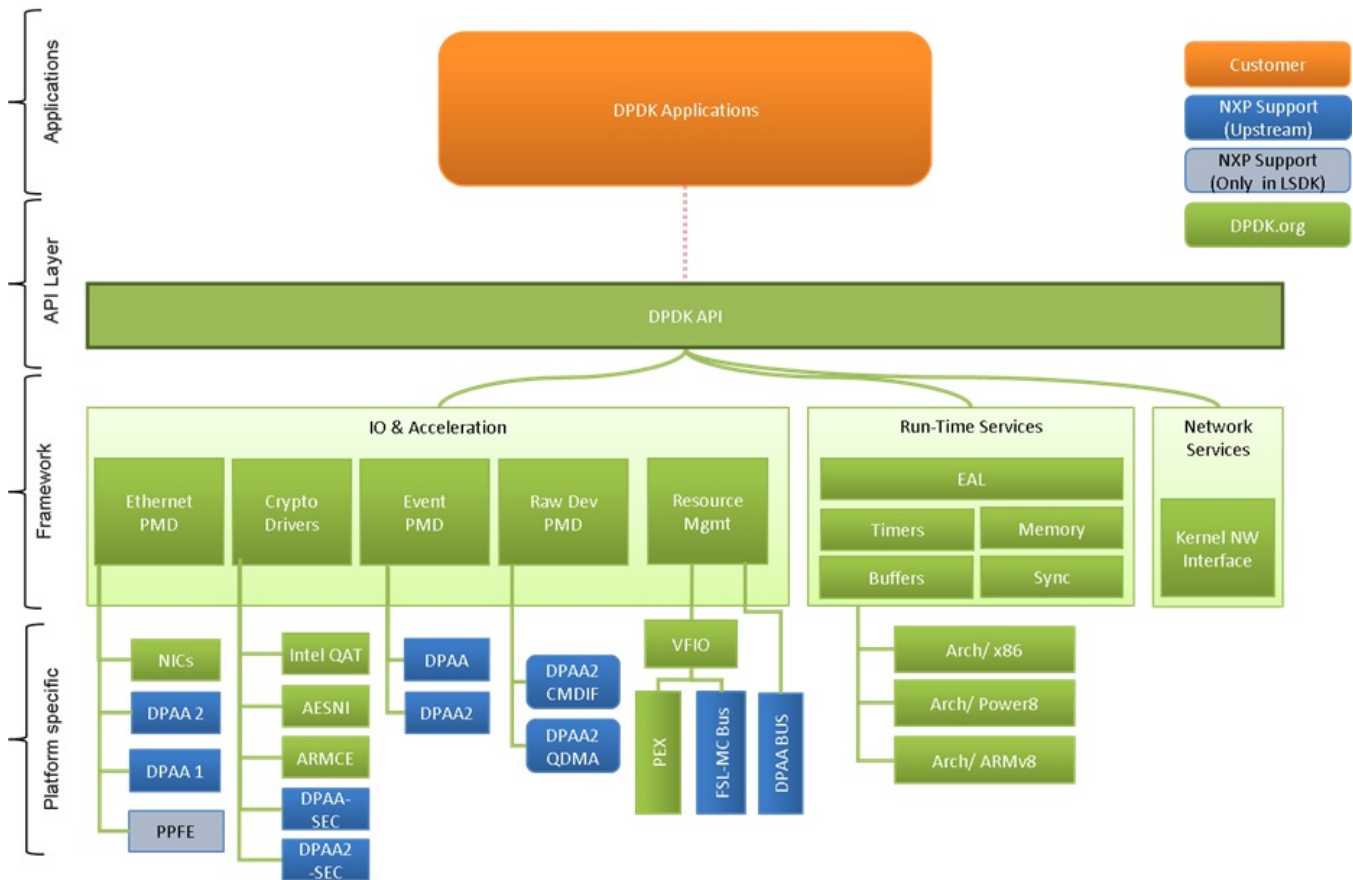 Applications
DPDK Applications
Customer
NXP Support
(Upstream)
NXP Support
(Only in LSDK)
DPDK.org
API Layer
DPDK API
Framework
IO & Acceleration
Ethernet
PMD
Crypto
Drivers
Event
PMD
Raw Dev
PMD
Resource
Mgmt
Run-Time Services
EAL
Timers
Memory
Buffers
Sync
Network
Services
Kernel NW
Interface
Platform specific
NICs
DPAA 2
DPAA 1
PPFE
Intel QAT
AESNI
ARMCE
DPAA-
SEC
DPAA2
-SEC
DPAA
DPAA2
DPAA2
CMDIF
DPAA2
QDMA
VFIO
PEX
FSL-MC Bus
DPAA BUS
Arch/ x86
Arch/ Power8
Arch/ ARMv8